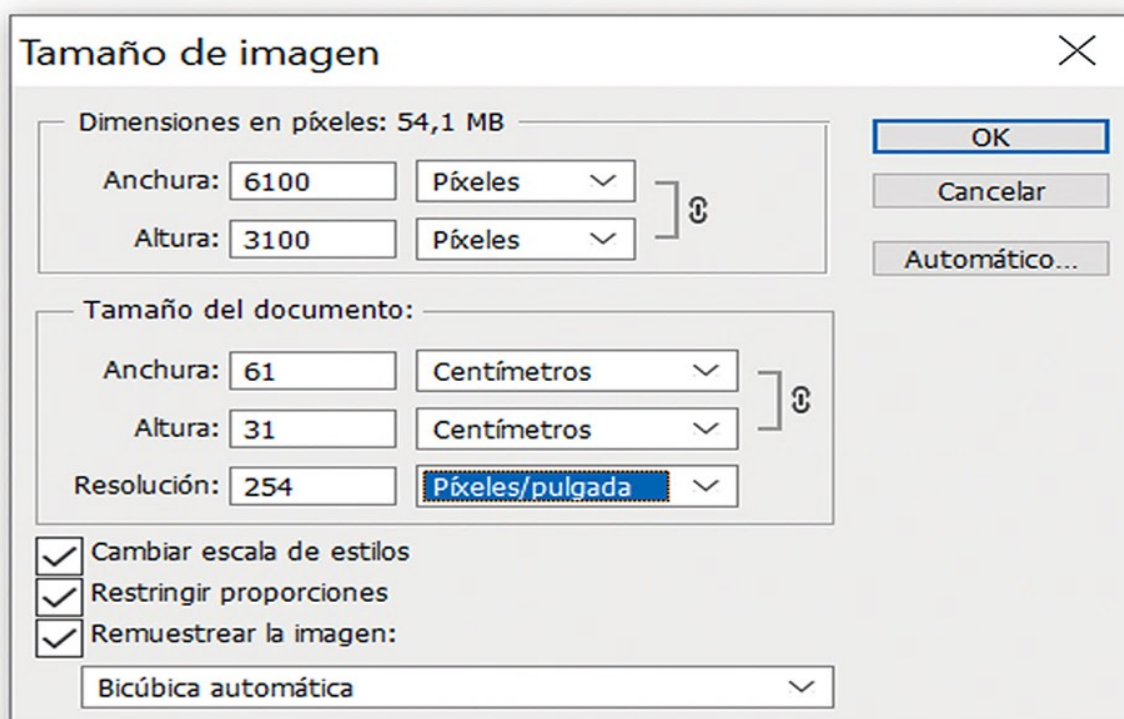 Tamaño de imagen
Dimensiones en píxeles: 54,1 MB
Anchura: 6100 Píxeles
Altura: 3100 Píxeles
OK
Cancelar
Automático...
Tamaño del documento:
Anchura: 61 Centímetros
Altura: 31 Centímetros
Resolución: 254 Píxeles/pulgada
Cambiar escala de estilos
Restringir proporciones
Remuestrear la imagen:
Bicúbica automática